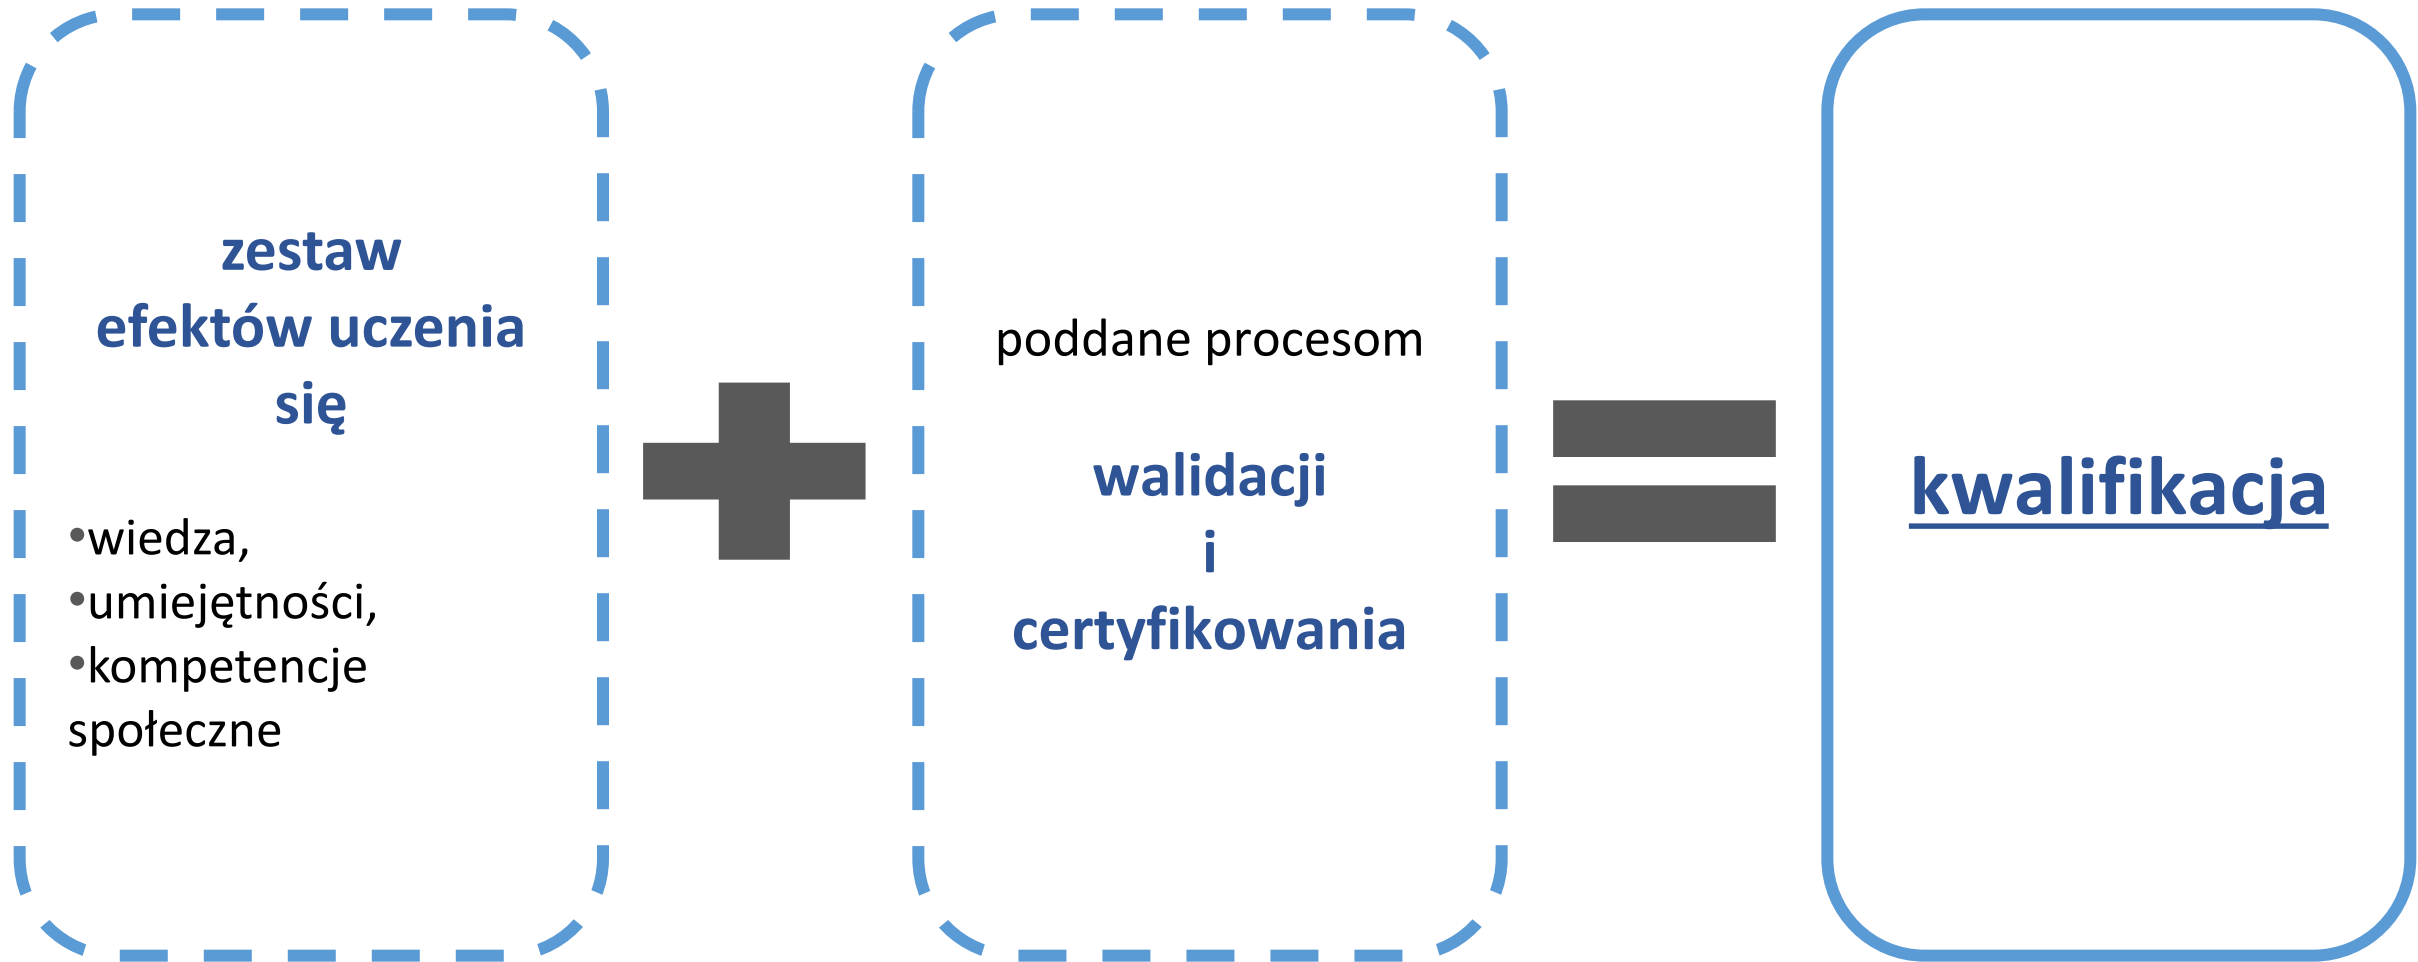 zestaw
efektów uczenia
się
•wiedza,
•umiejętności,
•kompetencje
społeczne
poddane procesom
walidacji
i
certyfikowania
kwalifikacja